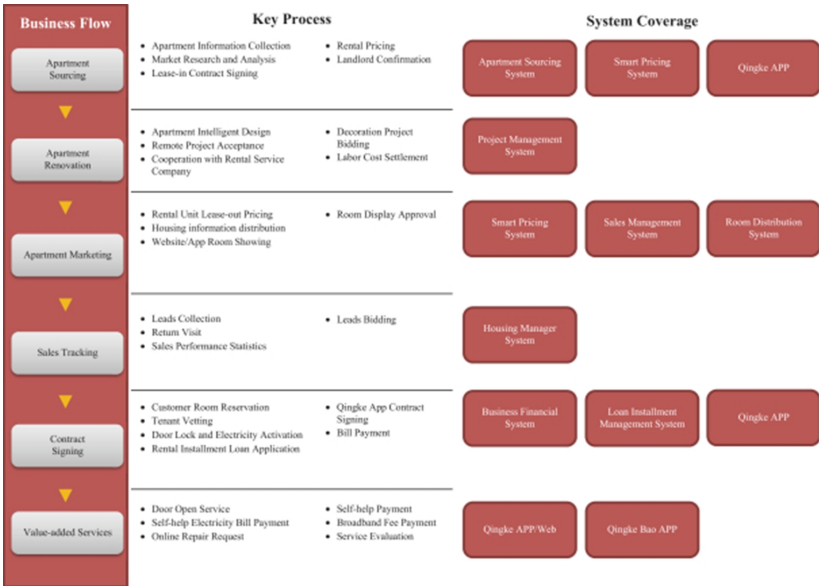 Business Flow
Key Process
System Coverage
Apartment
Sourcing
• Apartment Information Collection
• Market Research and Analysis
• Lease-in Contract Signing
• Rental Pricing
• Landlord Confirmation
Apartment Sourcing
System
Smart Pricing
System
Qingke APP
Apartment
Renovation
• Apartment Intelligent Design
• Remote Project Acceptance
• Cooperation with Rental Service
Company
• Decoration Project
Bidding
• Labor Cost Settlement
Project Management
System
Apartment Marketing
• Rental Unit Lease-out Pricing
• Housing information distribution
• Website/App Room Showing
• Room Display Approval
Smart Pricing
System
Sales Management
System
Room Distribution
System
Sales Tracking
• Leads Collection
• Return Visit
• Sales Performance Statistics
• Leads Bidding
Housing Manager
System
Contract
Signing
• Customer Room Reservation
• Tenant Vetting
• Door Lock and Electricity Activation
• Rental Installment Loan Application
• Qingke App Contract
Signing
• Bill Payment
Business Financial
System
Loan Installment
Management System
Qingke APP
Value-added Services
• Door Open Service
• Self-help Electricity Bill Payment
• Online Repair Request
• Self-help Payment
• Broadband Fee Payment
• Service Evaluation
Qingke APP/Web
Qingke Bao APP